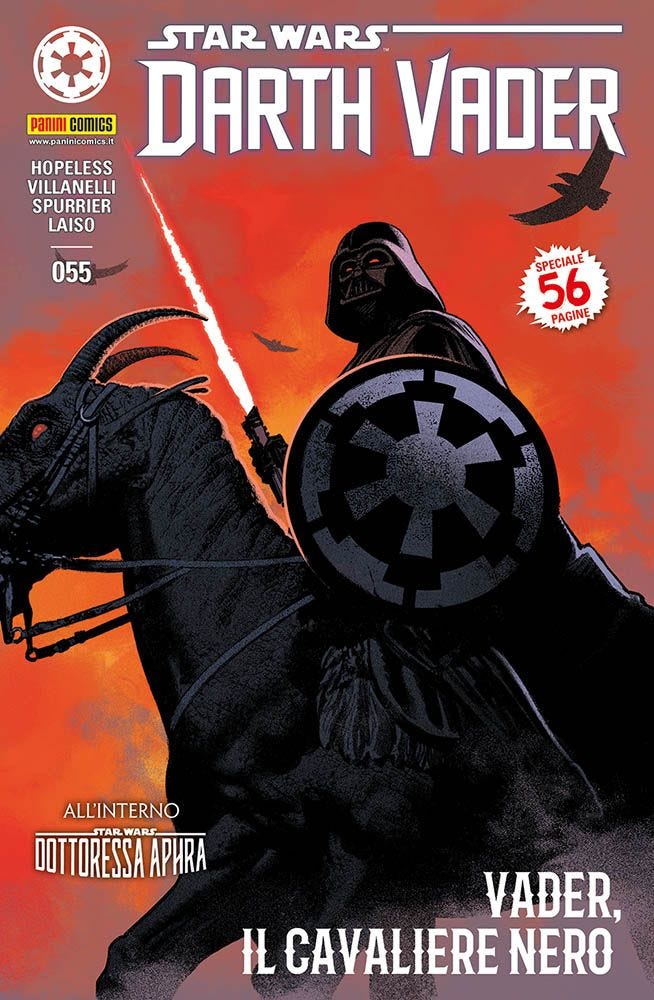 STAR WARS™
DARTH VADER
PANINI COMICS
www.paninicomics.it
HOPELESS
VILLANELLI
SPURRIER
LAISO
055
SPECIALE
56
PAGINE
ALL'INTERNO
STAR WARS
DOTTORESSA APHRA
VADER,
IL CAVALIERE NERO